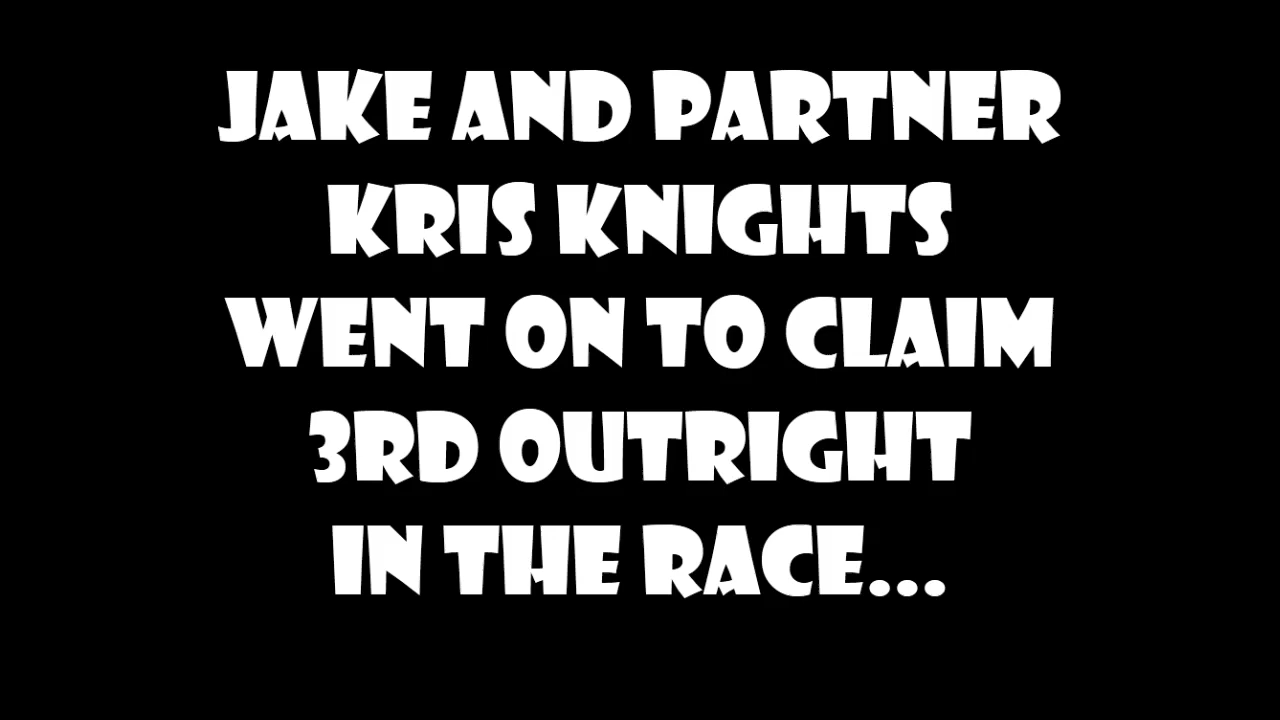 JAKE AND PARTNER
KRIS KNIGHTS
WENT ON TO CLAIM
3RD OUTRIGHT
IN THE RACE...